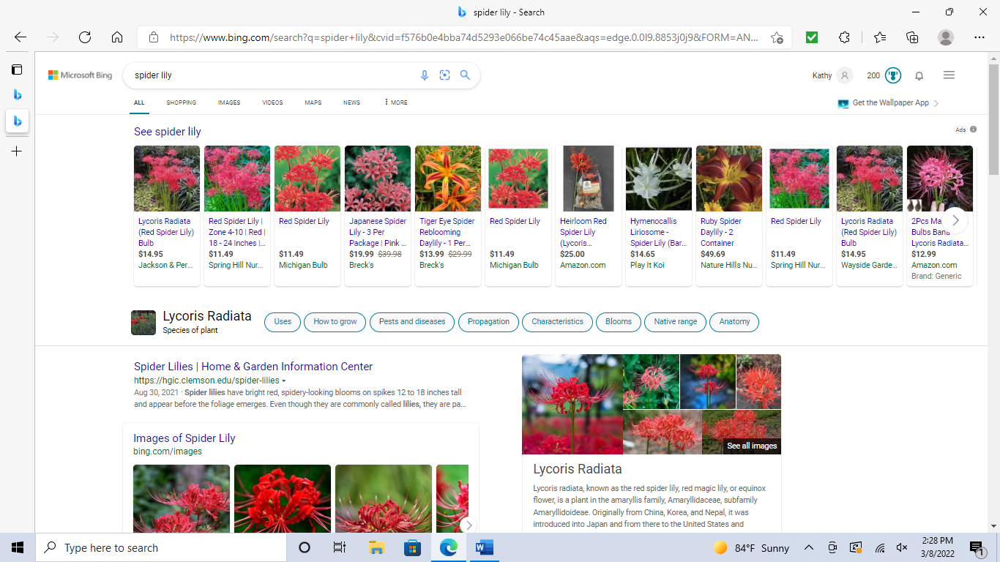 spider lily - Search
https://www.bing.com/search?q=spider+lily&cvid=f576b0e4bba74d5293e066be74c45aae&aqs=edge.0.0l9.8853j0j9&FORM=AN...
Microsoft Bing
spider lily
Kathy
200
ALL
SHOPPING
IMAGES
VIDEOS
MAPS
NEWS
MORE
Get the Wallpaper App
See spider lily
Ads
Lycoris Radiata
(Red Spider Lily)
Bulb
$14.95
Jackson & Per...
Red Spider Lily |
Zone 4-10 | Red |
18 - 24 Inches |...
$11.49
Spring Hill Nur...
Red Spider Lily
$11.49
Michigan Bulb
Japanese Spider
Lily - 3 Per
Package | Pink ...
$19.99 $39.98
Breck's
Tiger Eye Spider
Reblooming
Daylily - 1 Per...
$13.99 $29.99
Breck's
Red Spider Lily
$11.49
Michigan Bulb
Heirloom Red
Spider Lily
(Lycoris...
$25.00
Amazon.com
Hymenocallis
Liriosome -
Spider Lily (Bar...
$14.65
Play It Koi
Ruby Spider
Daylily - 2
Container
$49.69
Nature Hills Nu...
Red Spider Lily
$11.49
Spring Hill Nur...
Lycoris Radiata
(Red Spider Lily)
Bulb
$14.95
Wayside Garde...
2Pcs Ma
Bulbs Bana
Lycoris Radiata...
$12.99
Amazon.com
Brand: Generic
Lycoris Radiata
Species of plant
Uses
How to grow
Pests and diseases
Propagation
Characteristics
Blooms
Native range
Anatomy
Spider Lilies | Home & Garden Information Center
https://hgic.clemson.edu/spider-lilies
Aug 30, 2021 · Spider lilies have bright red, spidery-looking blooms on spikes 12 to 18 inches tall
and appear before the foliage emerges. Even though they are commonly called lilies, they are pa...
Images of Spider Lily
bing.com/images
See all images
Lycoris Radiata
Lycoris radiata, known as the red spider lily, red magic lily, or equinox
flower, is a plant in the amaryllis family, Amaryllidaceae, subfamily
Amaryllidoideae. Originally from China, Korea, and Nepal, it was
introduced into Japan and from there to the United States and
Type here to search
84°F Sunny
2:28 PM
3/8/2022
1